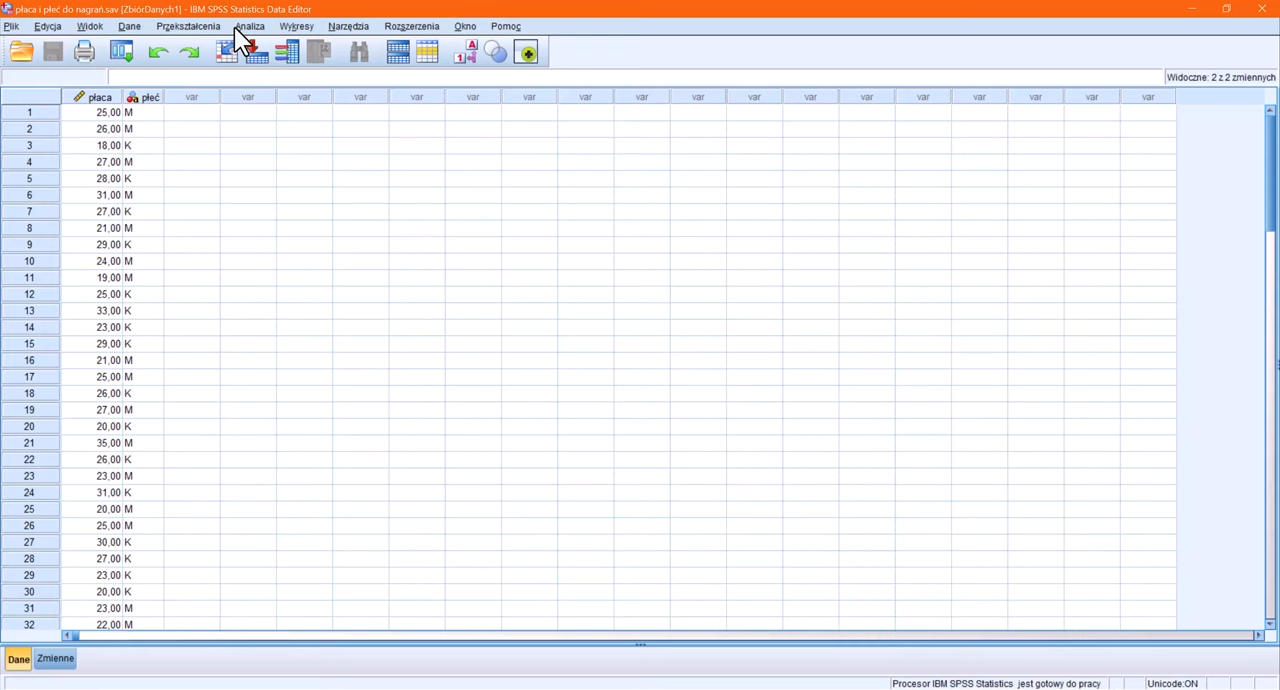 płaca i płeć do nagrań.sav [ZbiórDanych1] - IBM SPSS Statistics Data Editor
Plik Edycja Widok Dane Przekształcenia Analiza Wykresy Narzędzia Rozszerzenia Okno Pomoc
Widoczne: 2 z 2 zmiennych
płaca płeć var var var var var var var var var var var var var var var var var var
1 25,00 M
2 26,00 M
3 18,00 K
4 27,00 M
5 28,00 K
6 31,00 M
7 27,00 K
8 21,00 M
9 29,00 K
10 24,00 M
11 19,00 M
12 25,00 K
13 33,00 K
14 23,00 K
15 29,00 K
16 21,00 M
17 25,00 M
18 26,00 K
19 27,00 M
20 20,00 K
21 35,00 M
22 26,00 K
23 23,00 M
24 31,00 K
25 20,00 M
26 25,00 M
27 30,00 K
28 27,00 K
29 23,00 K
30 20,00 K
31 23,00 M
32 22,00 M
Dane Zmienne
Procesor IBM SPSS Statistics jest gotowy do pracy Unicode:ON